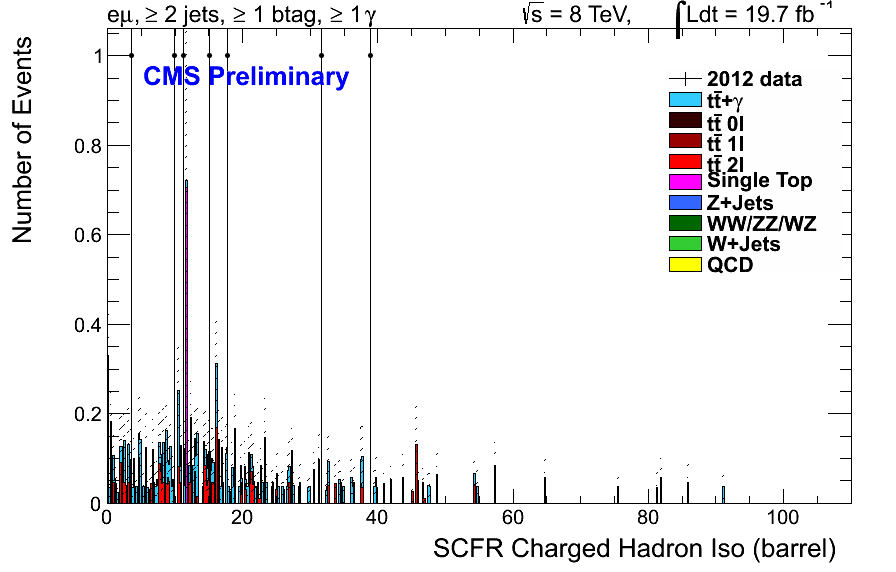 eμ, ≥ 2 jets, ≥ 1 btag, ≥ 1 γ
√s = 8 TeV, ∫Ldt = 19.7 fb⁻¹
CMS Preliminary
2012 data
tt̄+γ
tt̄ 0l
tt̄ 1l
tt̄ 2l
Single Top
Z+Jets
WW/ZZ/WZ
W+Jets
QCD
Number of Events
1
0.8
0.6
0.4
0.2
0
0 20 40 60 80 100
SCFR Charged Hadron Iso (barrel)